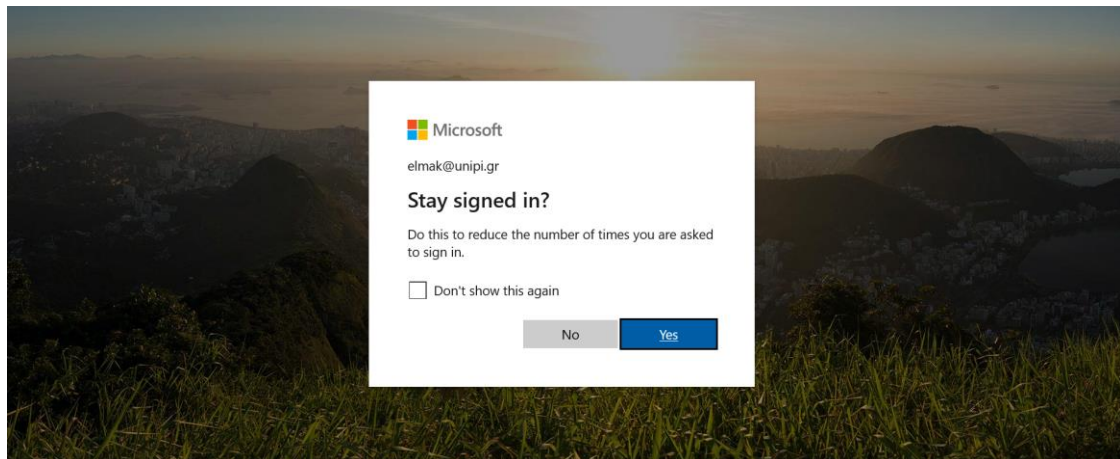 Microsoft
elmak@unipi.gr
Stay signed in?
Do this to reduce the number of times you are asked
to sign in.
Don't show this again
No
Yes